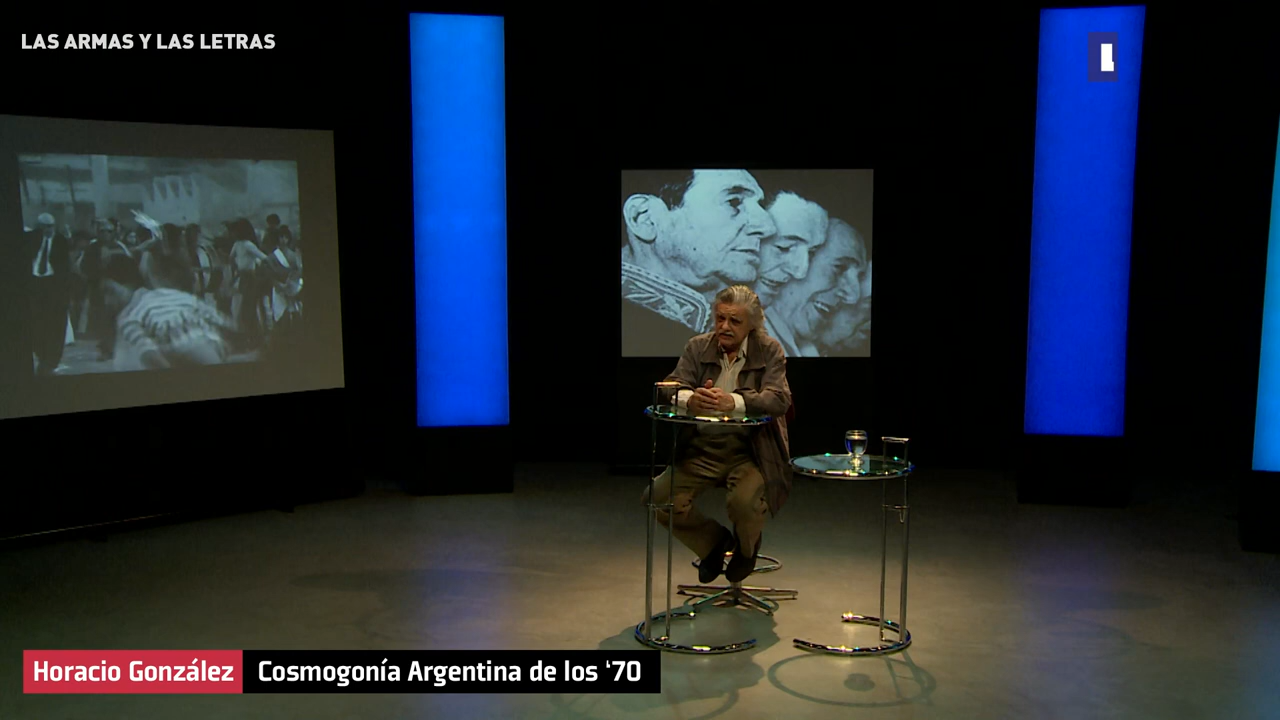 LAS ARMAS Y LAS LETRAS
Horacio González Cosmogonía Argentina de los ‘70